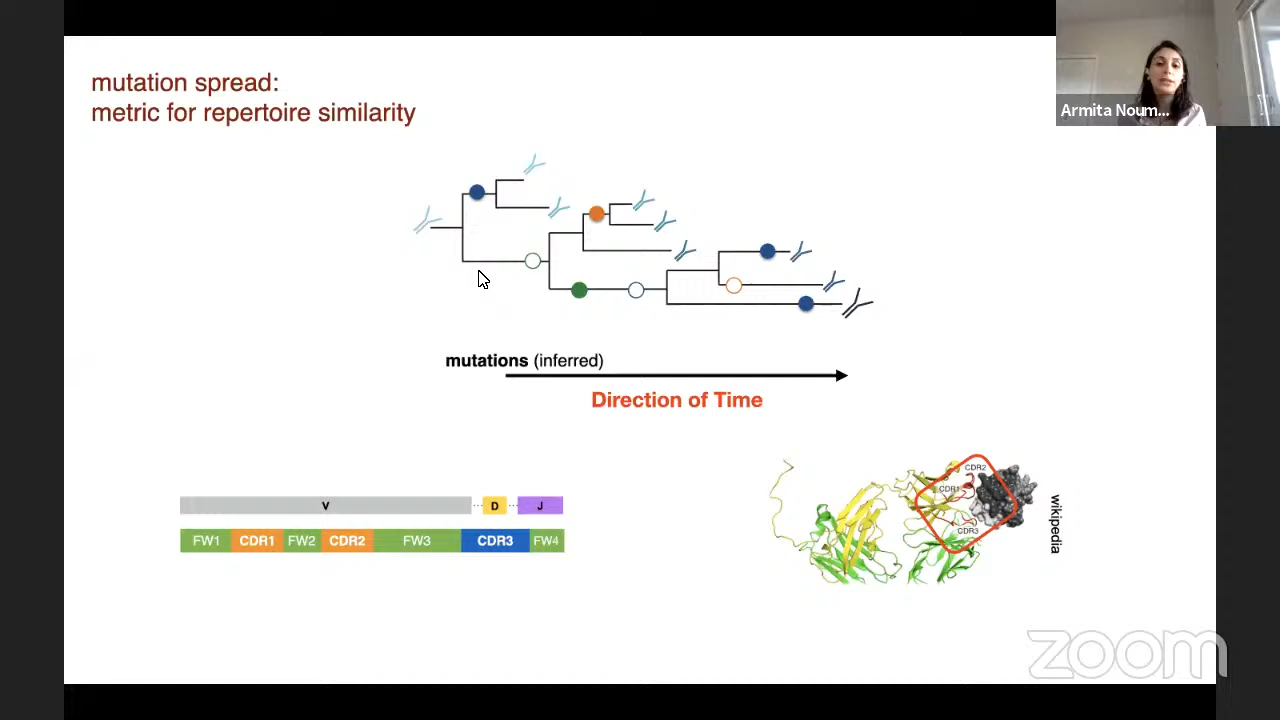 mutation spread:
metric for repertoire similarity
Armita Noum...
mutations (inferred)
Direction of Time
V
D
J
FW1
CDR1
FW2
CDR2
FW3
CDR3
FW4
CDR2
CDR1
CDR3
wikipedia
zoom